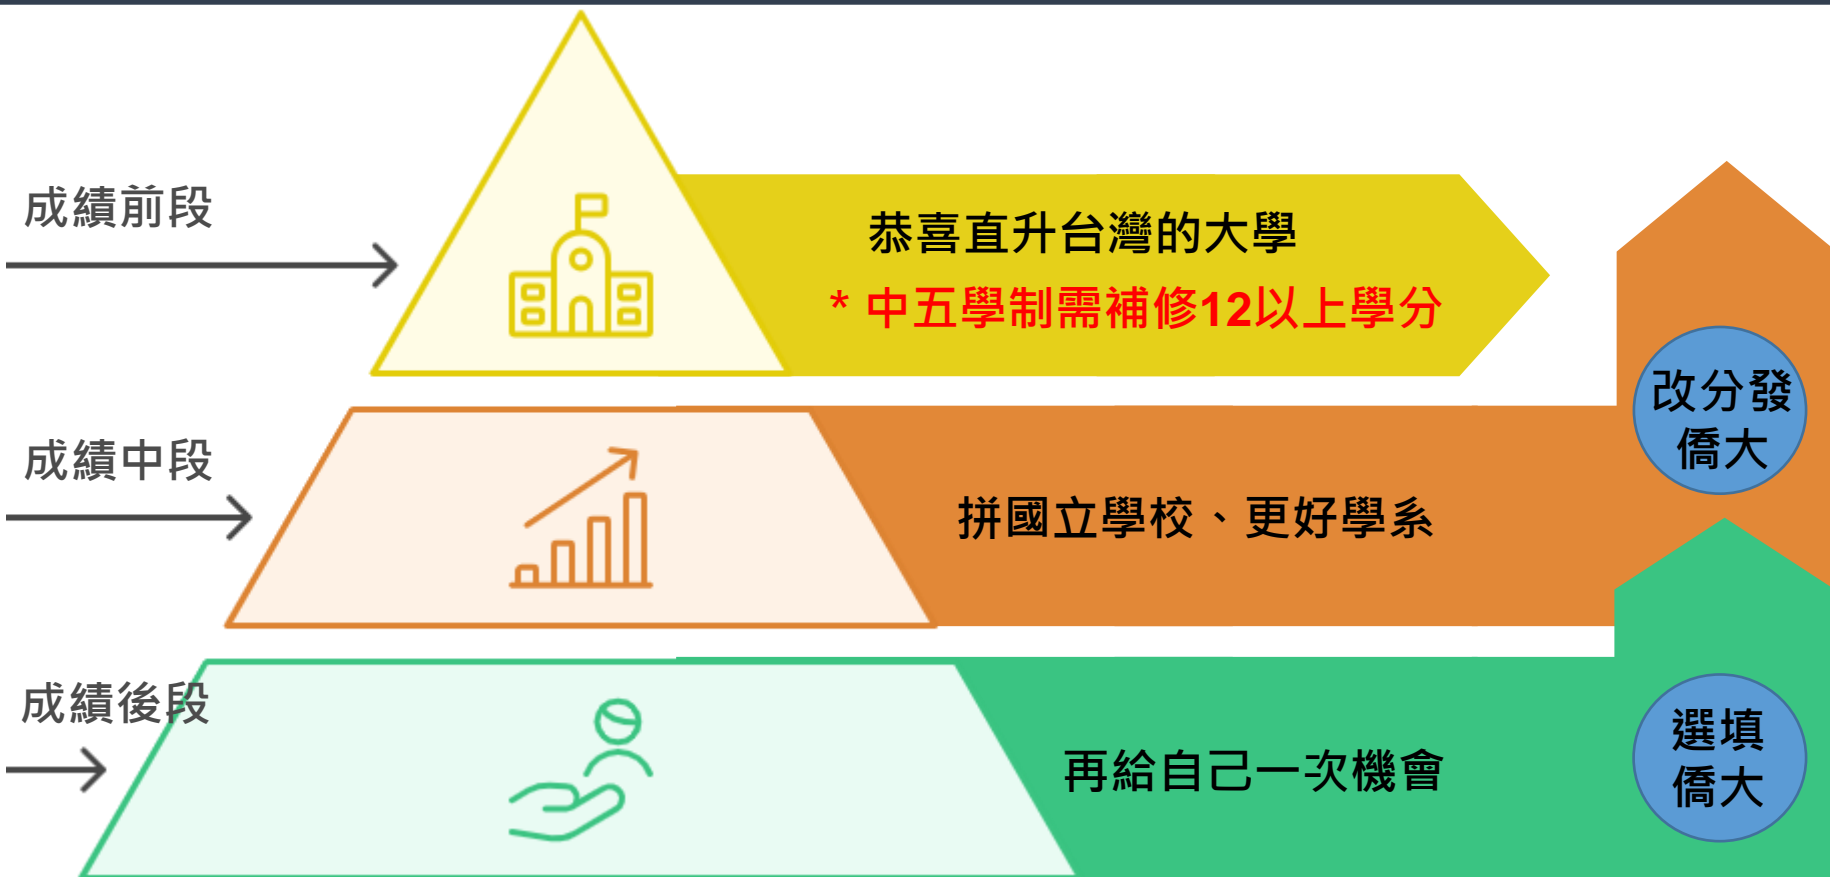 成績前段
恭喜直升台灣的大學
* 中五學制需補修12以上學分
成績中段
拼國立學校、更好學系
改分發
僑大
成績後段
再給自己一次機會
選填
僑大